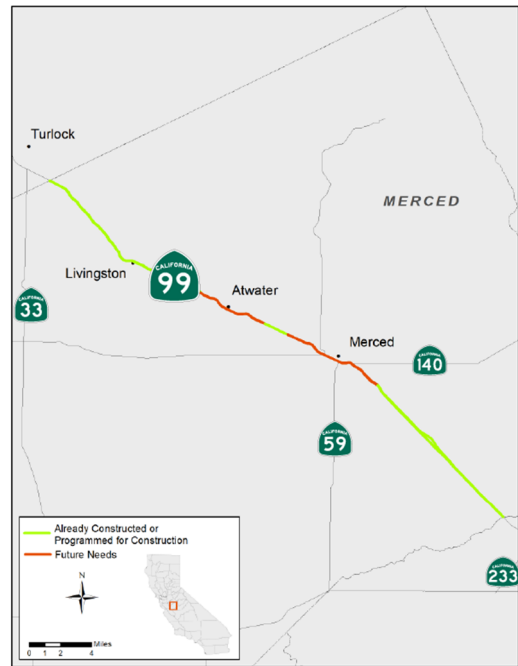 Turlock
MERCED
Livingston
CALIFORNIA
99
Atwater
CALIFORNIA
33
Merced
CALIFORNIA
140
CALIFORNIA
59
Already Constructed or
Programmed for Construction
Future Needs
N
CALIFORNIA
233
Miles
0 1 2 4